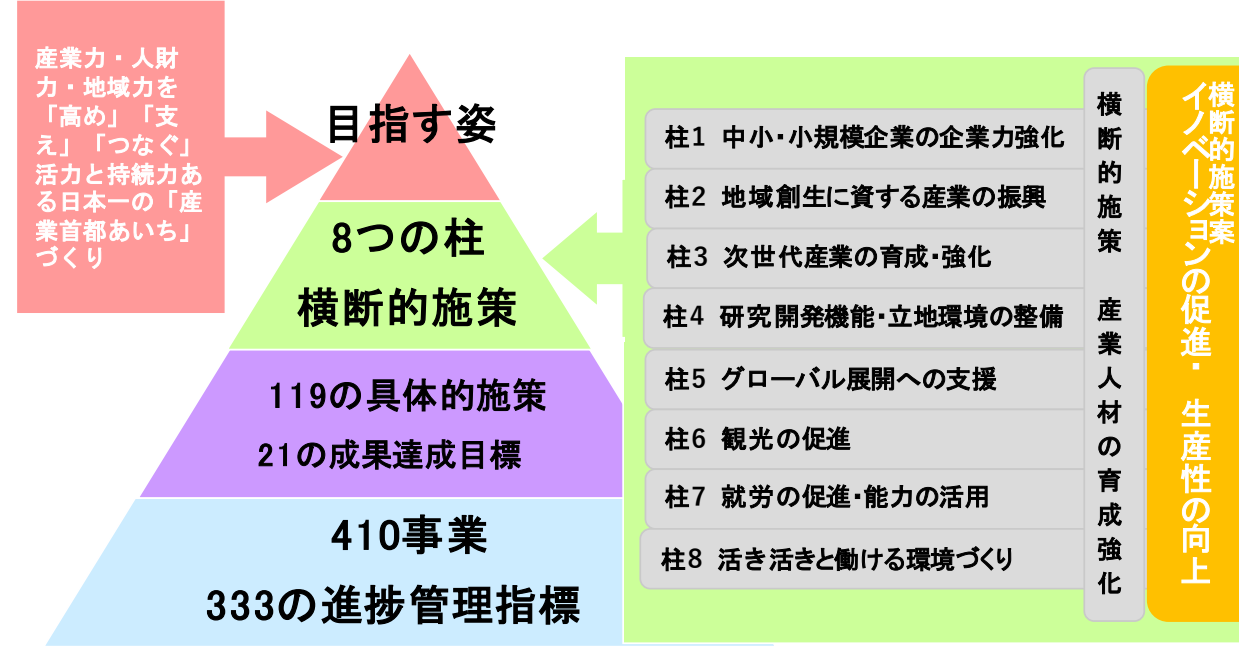 産業力・人財
力・地域力を
「高め」「支
え」「つなぐ」
活力と持続力あ
る日本一の「産
業首都あいち」
づくり
目指す姿
8つの柱
横断的施策
119の具体的施策
21の成果達成目標
410事業
333の進捗管理指標
柱1 中小・小規模企業の企業力強化
柱2 地域創生に資する産業の振興
柱3 次世代産業の育成・強化
柱4 研究開発機能・立地環境の整備
柱5 グローバル展開への支援
柱6 観光の促進
柱7 就労の促進・能力の活用
柱8 活き活きと働ける環境づくり
横断的施策 産業人材の育成強化
横断的施策案
イノベーションの促進・ 生産性の向上